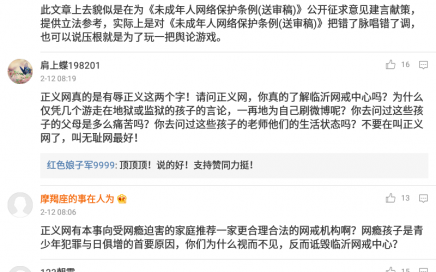 此文章上去貌似是在为《未成年人网络保护条例(送审稿)》公开征求意见建言献策，
提供立法参考，实际上是对《未成年人网络保护条例(送审稿)》把错了脉唱错了调，
也可以说压根就是为了玩一把舆论游戏。
肩上蝶198201
16
2-12 08:19
正义网真的是有辱正义这两个字！请问正义网，你真的了解临沂网戒中心吗？为什么
仅凭几个游走在地狱或监狱的孩子的言论，一再地为自己刷微博呢？你去问过这些孩子
的父母是多么痛苦吗？你去问过这些孩子的老师他们的生活状态吗？不要在叫正义网
了，叫无耻网最好！
红色娘子军9999: 顶顶顶！说的好！支持赞同力挺！
摩羯座的事在人为
13
2-12 08:06
正义网有本事向受网瘾迫害的家庭推荐一家更合理合法的网戒机构啊？网瘾孩子是青
少年犯罪与日俱增的首要原因，你们为什么视而不见，反而诋毁临沂网戒中心？